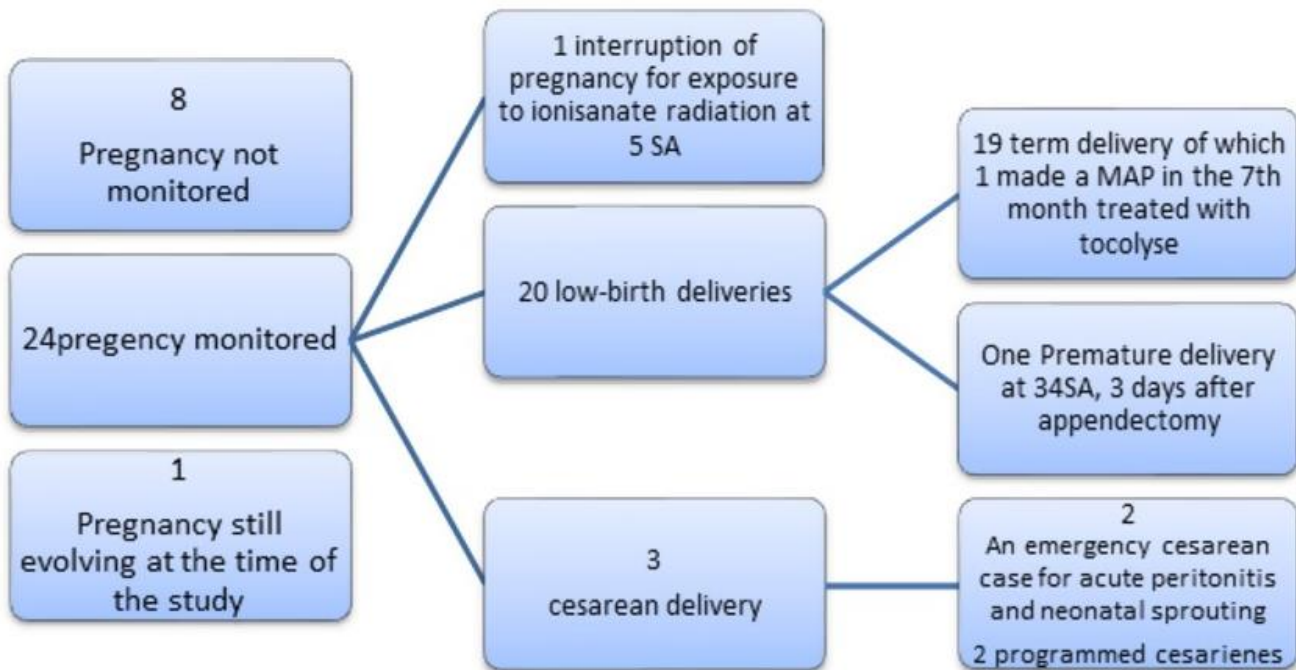 8
Pregnancy not
monitored
24pregency monitored
1
Pregnancy still
evolving at the time of
the study
1 interruption of
pregnancy for exposure
to ionisanate radiation at
5 SA
20 low-birth deliveries
3
cesarean delivery
19 term delivery of which
1 made a MAP in the 7th
month treated with
tocolyse
One Premature delivery
at 34SA, 3 days after
appendectomy
2
An emergency cesarean
case for acute peritonitis
and neonatal sprouting
2 programmed cesarienes